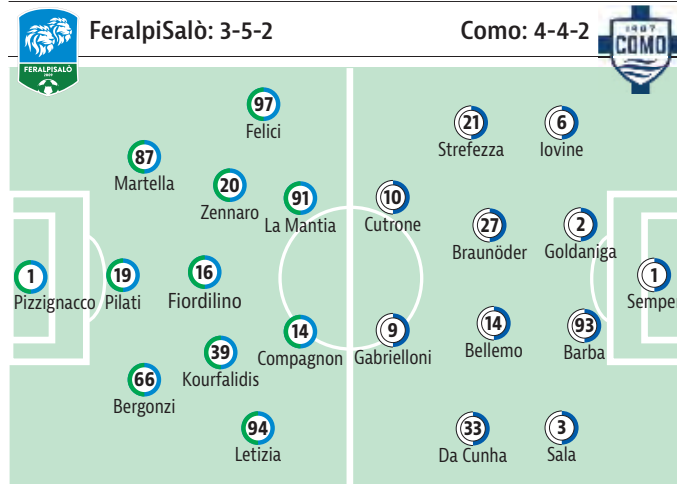 FeralpiSalò: 3-5-2
Como: 4-4-2
FERALPISALÒ
2009
1907
COMO
97
Felici
87
Martella
20
Zennaro
91
La Mantia
1
Pizzignacco
19
Pilati
16
Fiordilino
14
Compagnon
39
Kourfalidis
66
Bergonzi
94
Letizia
21
Strefezza
6
Iovine
10
Cutrone
27
Braunöder
2
Goldaniga
1
Semper
9
Gabrielloni
14
Bellemo
93
Barba
33
Da Cunha
3
Sala